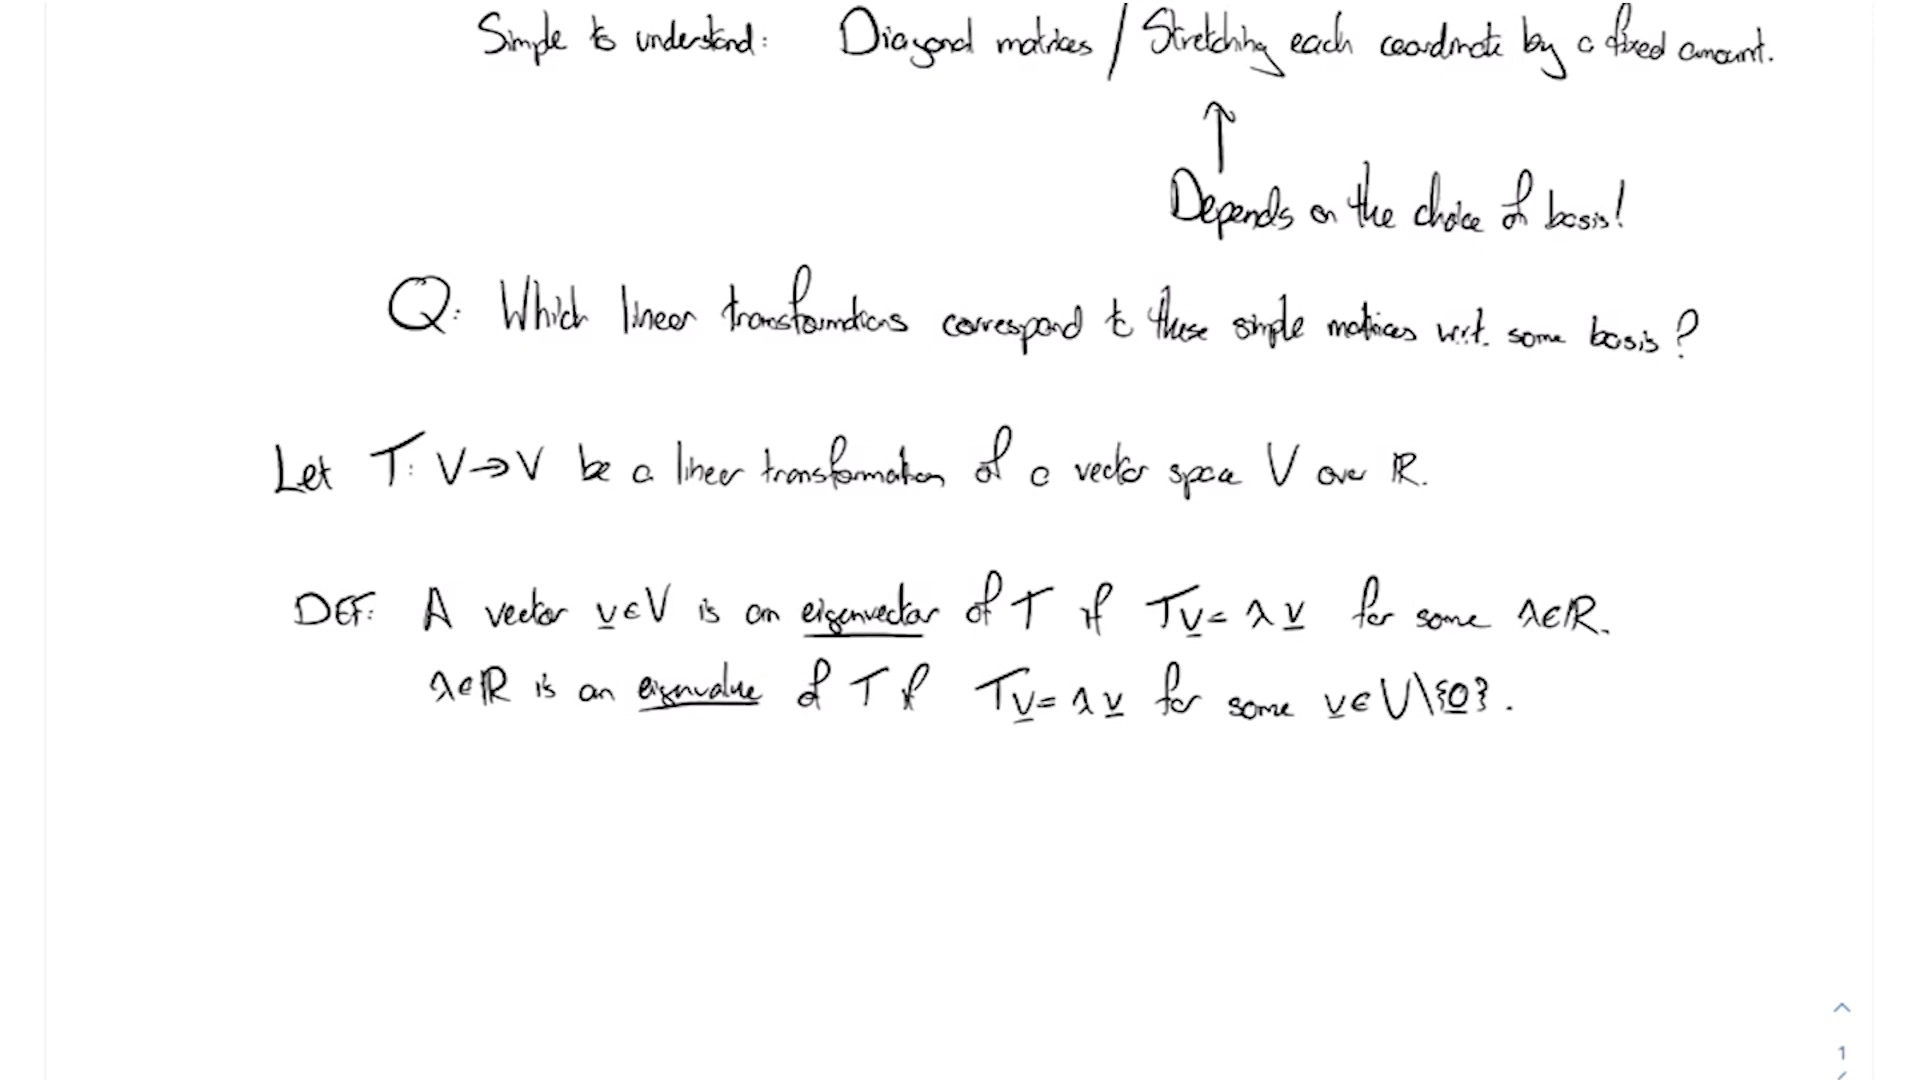 Simple to understand: Diagonal matrices / Stretching each coordinate by a fixed amount.
↑
Depends on the choice of basis!
Q: Which linear transformations correspond to these simple matrices w.r.t. some basis?
Let T: V→V be a linear transformation of a vector space V over ℝ.
DEF: A vector v∈V is an eigenvector of T if Tv = λv for some λ∈ℝ.
λ∈ℝ is an eigenvalue of T if Tv = λv for some v∈V\{0}.
1